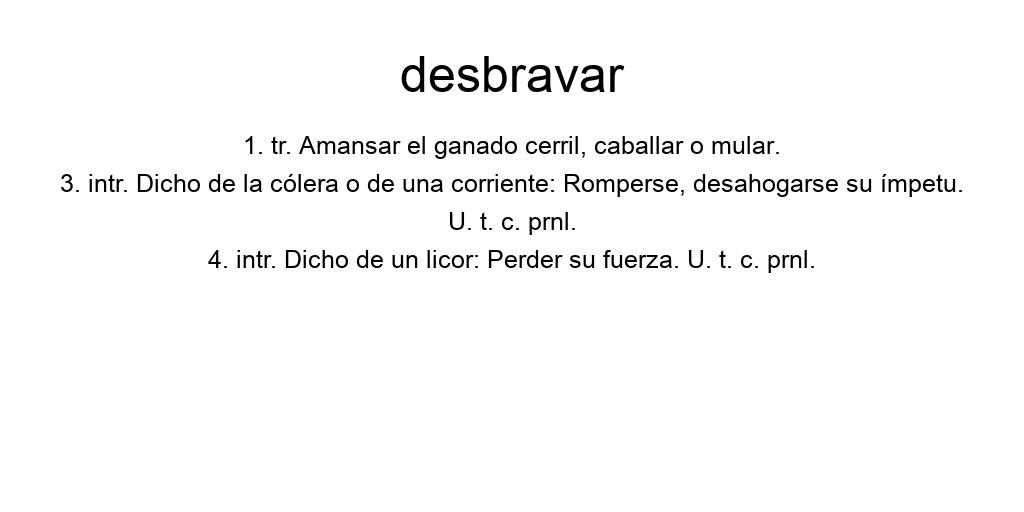 desbravar
1. tr. Amansar el ganado cerril, caballar o mular.
3. intr. Dicho de la cólera o de una corriente: Romperse, desahogarse su ímpetu.
U. t. c. prnl.
4. intr. Dicho de un licor: Perder su fuerza. U. t. c. prnl.